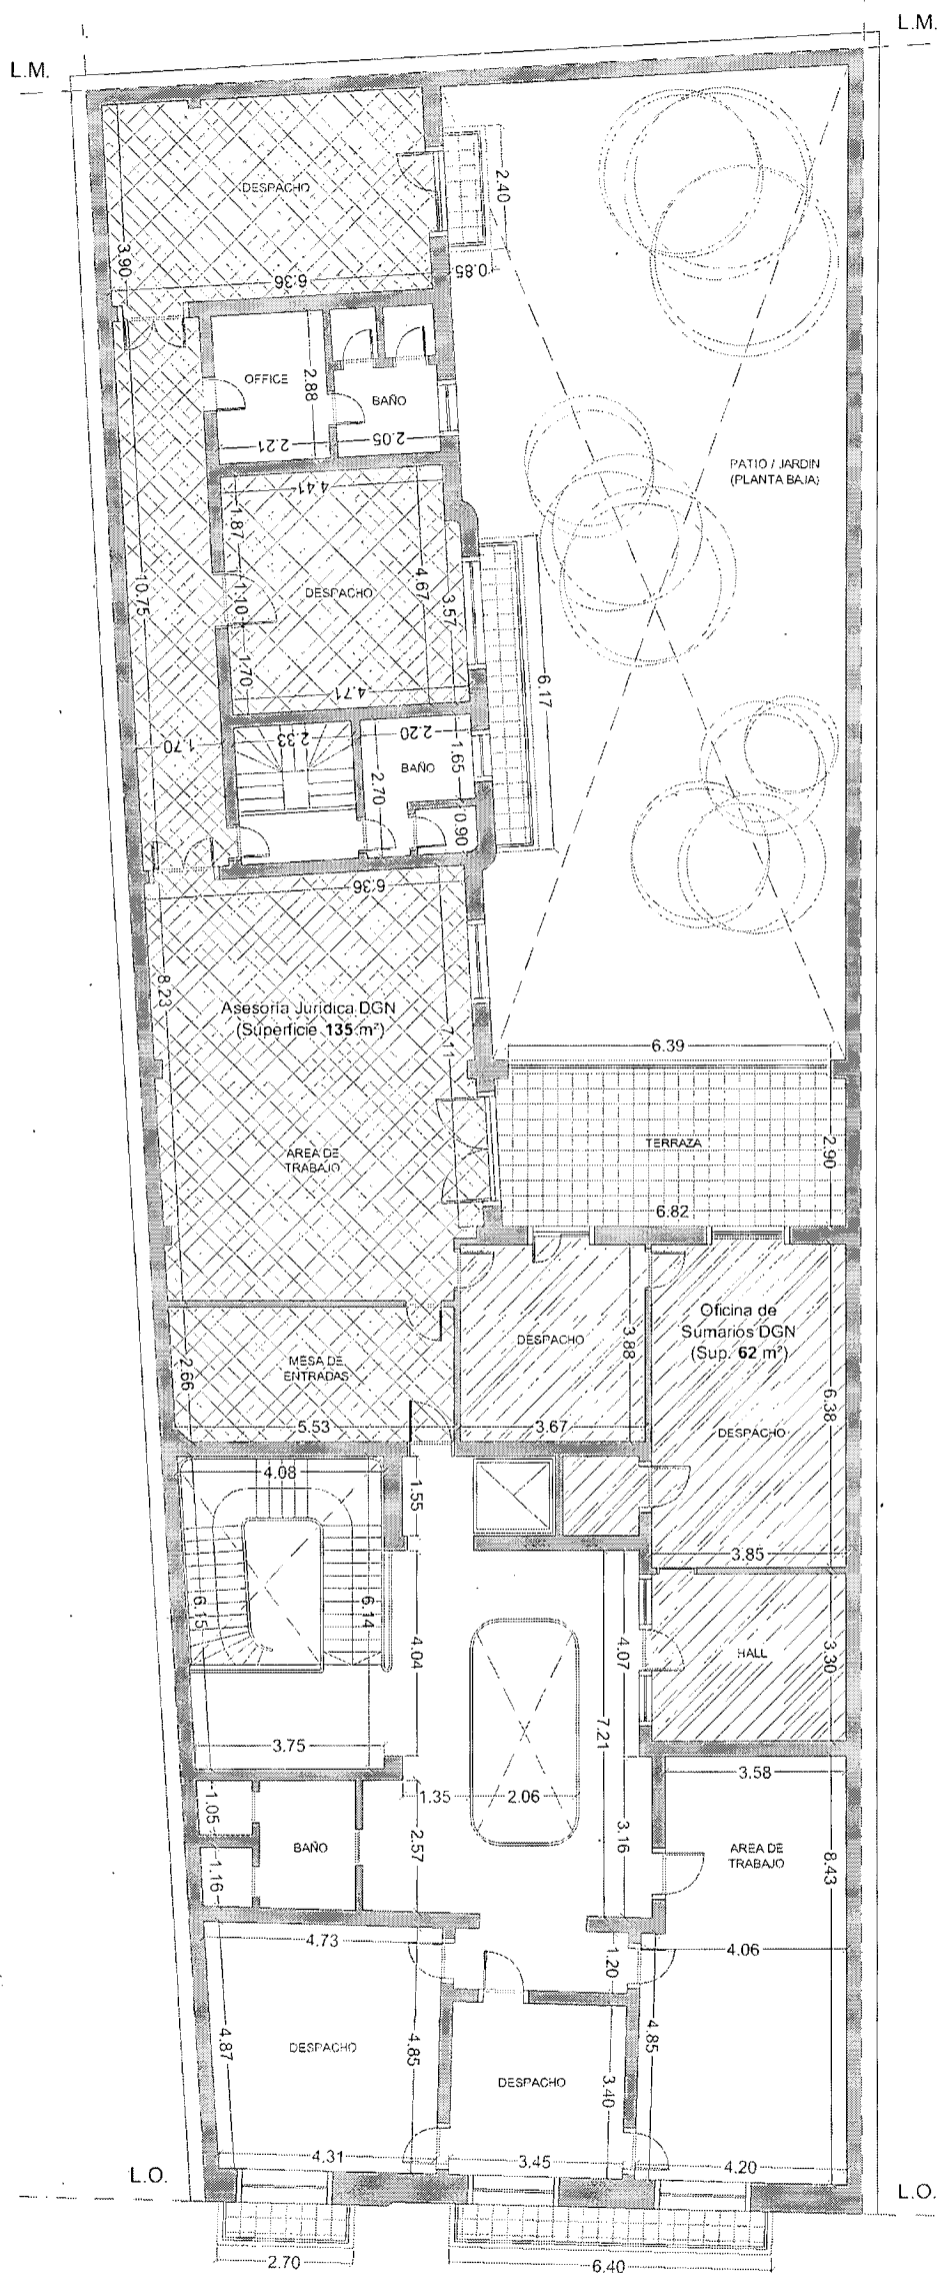 L.M.
L.M.
DESPACHO
2.40
3.90
6.36
0.85
OFFICE
2.88
BAÑO
2.21
2.05
PATIO / JARDIN
(PLANTA BAJA)
4.41
1.87
10.75
1.10
DESPACHO
4.67
3.57
1.70
4.71
6.17
1.70
2.33
2.20
BAÑO
1.65
2.70
0.90
6.36
8.23
Asesoría Jurídica DGN
(Superficie 135 m²)
7.11
6.39
AREA DE
TRABAJO
TERRAZA
2.90
6.82
Oficina de
Sumarios DGN
(Sup. 62 m²)
DESPACHO
3.88
MESA DE
ENTRADAS
2.66
6.38
5.53
3.67
DESPACHO
4.08
1.55
3.85
6.15
6.14
4.04
4.07
HALL
3.30
7.21
3.75
3.58
1.35
2.06
1.05
BAÑO
2.57
3.16
AREA DE
TRABAJO
8.43
1.16
4.73
1.20
4.06
4.87
DESPACHO
4.85
DESPACHO
3.40
4.85
4.31
3.45
4.20
L.O.
L.O.
2.70
6.40